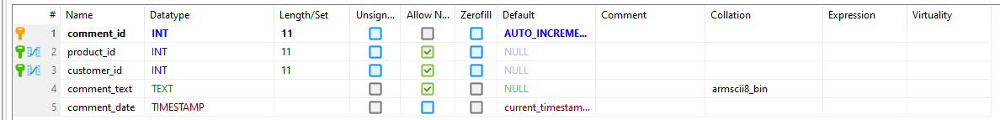 # Name Datatype Length/Set Unsign... Allow N... Zerofill Default Comment Collation Expression Virtuality
1 comment_id INT 11 AUTO_INCREME...
2 product_id INT 11 NULL
3 customer_id INT 11 NULL
4 comment_text TEXT NULL armscii8_bin
5 comment_date TIMESTAMP current_timestam...